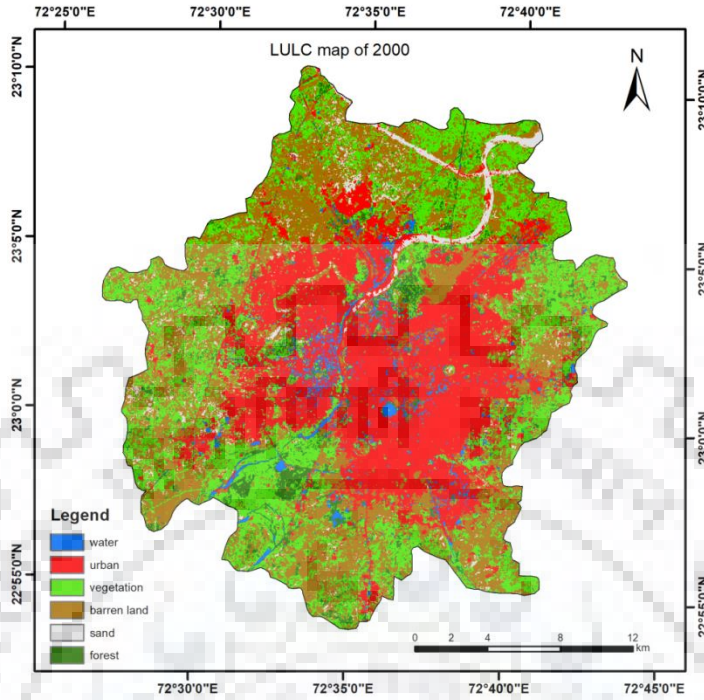 72°25'0"E 72°30'0"E 72°35'0"E 72°40'0"E
LULC map of 2000
N
23°10'0"N
23°10'0"N
23°5'0"N
23°5'0"N
23°0'0"N
23°0'0"N
Legend
water
urban
vegetation
barren land
sand
forest
22°55'0"N
22°55'0"N
0 2 4 8 12
km
72°30'0"E 72°35'0"E 72°40'0"E 72°45'0"E